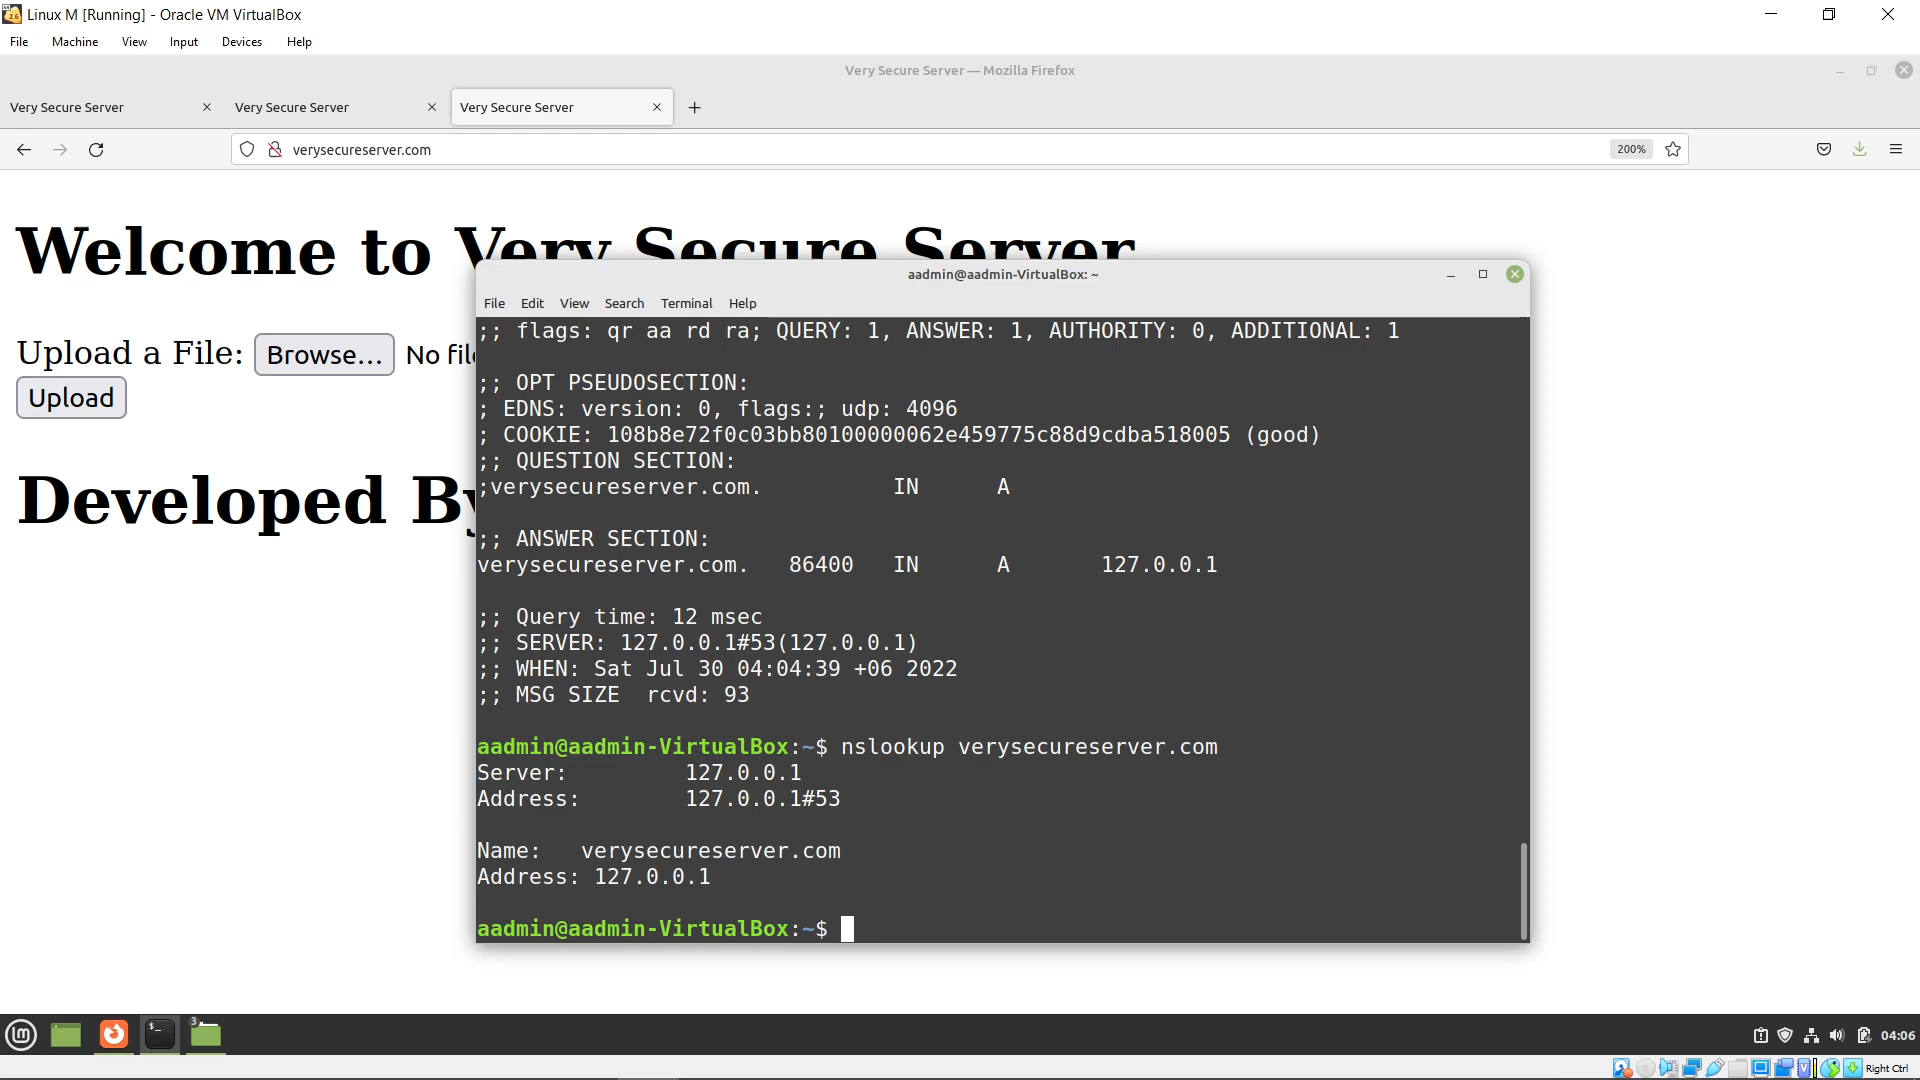 Linux M [Running] - Oracle VM VirtualBox
File Machine View Input Devices Help
Very Secure Server — Mozilla Firefox
Very Secure Server
Very Secure Server
Very Secure Server
verysecureserver.com
200%
Welcome to Very Secure Server
Upload a File: Browse... No
Upload
Developed By
aadmin@aadmin-VirtualBox: ~
File Edit View Search Terminal Help
;; flags: qr aa rd ra; QUERY: 1, ANSWER: 1, AUTHORITY: 0, ADDITIONAL: 1
;; OPT PSEUDOSECTION:
; EDNS: version: 0, flags:; udp: 4096
; COOKIE: 108b8e72f0c03bb80100000062e459775c88d9cdba518005 (good)
;; QUESTION SECTION:
;verysecureserver.com. IN A
;; ANSWER SECTION:
verysecureserver.com. 86400 IN A 127.0.0.1
;; Query time: 12 msec
;; SERVER: 127.0.0.1#53(127.0.0.1)
;; WHEN: Sat Jul 30 04:04:39 +06 2022
;; MSG SIZE rcvd: 93
aadmin@aadmin-VirtualBox:~$ nslookup verysecureserver.com
Server: 127.0.0.1
Address: 127.0.0.1#53
Name: verysecureserver.com
Address: 127.0.0.1
aadmin@aadmin-VirtualBox:~$
3
04:06
Right Ctrl